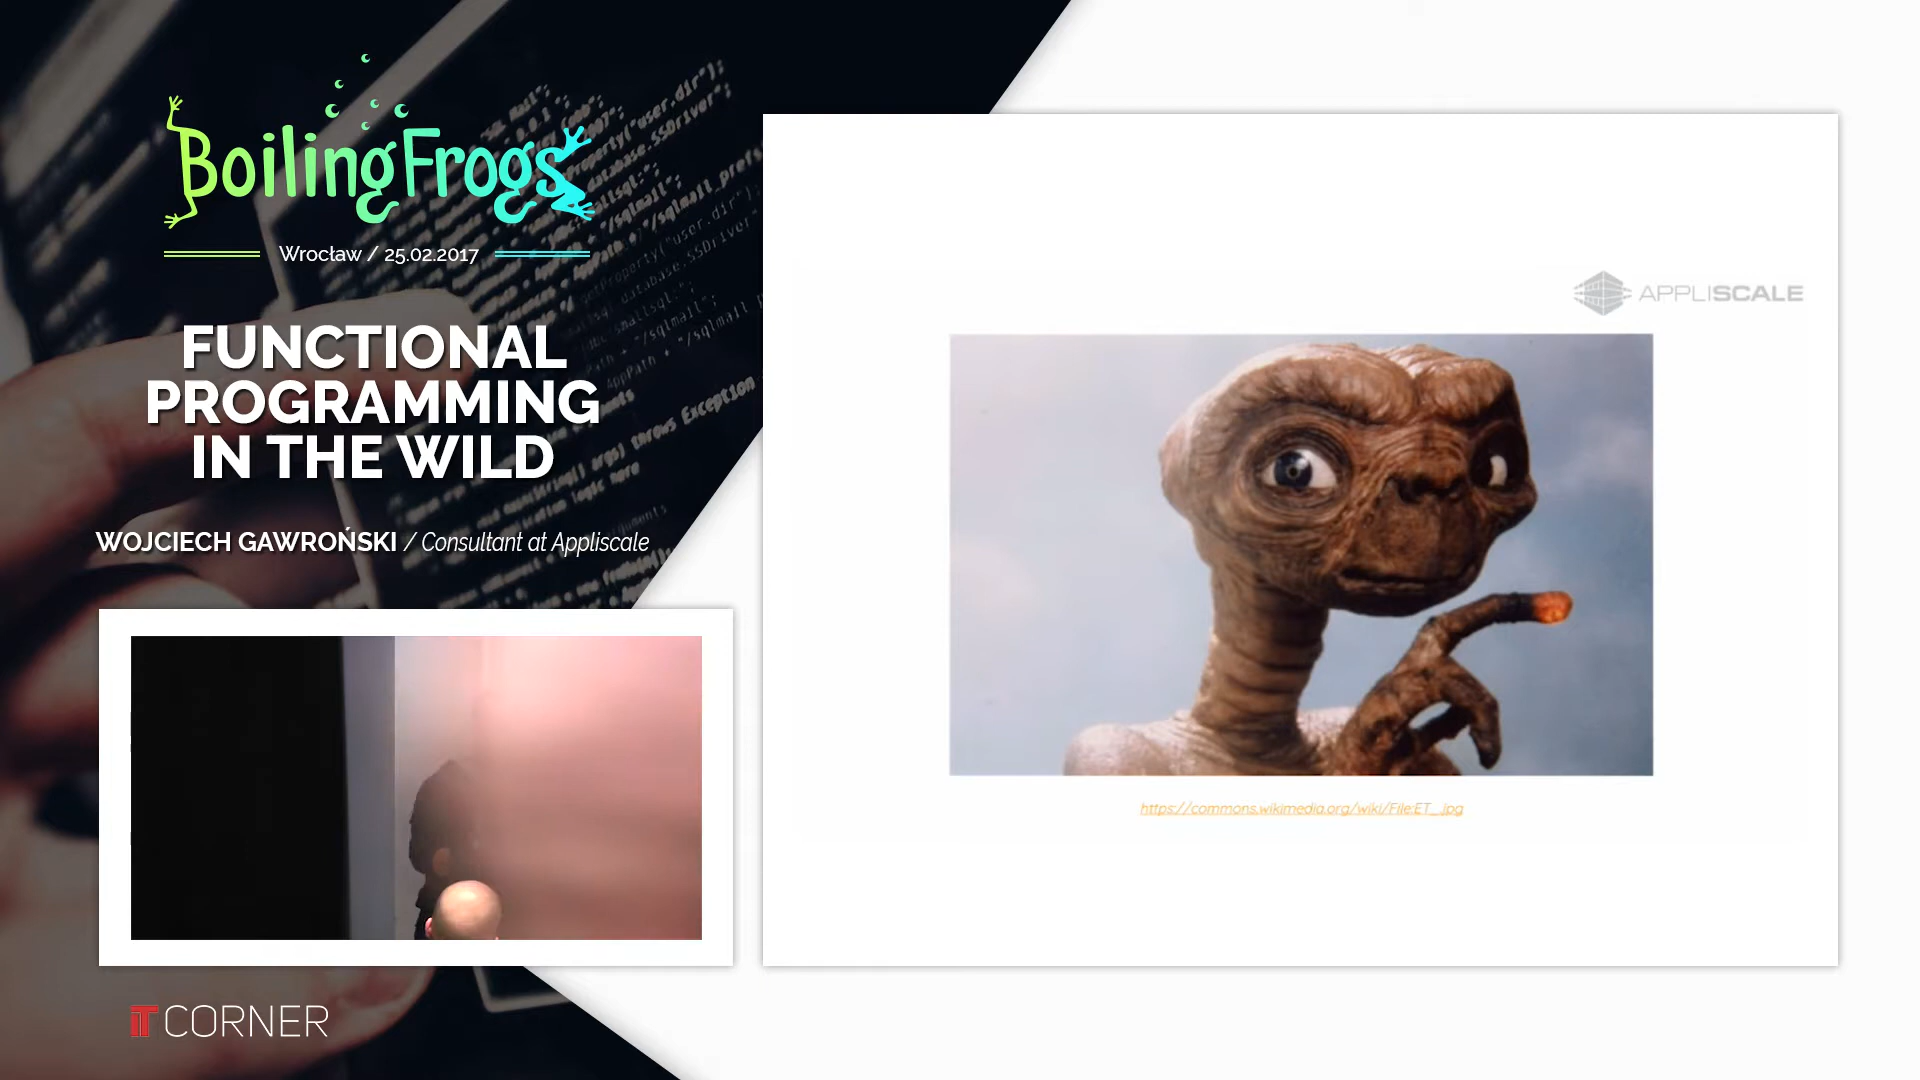 BoilingFrogs
Wrocław / 25.02.2017
FUNCTIONAL
PROGRAMMING
IN THE WILD
WOJCIECH GAWROŃSKI / Consultant at Appliscale
IT CORNER
APPLISCALE
https://commons.wikimedia.org/wiki/File:ET_.jpg